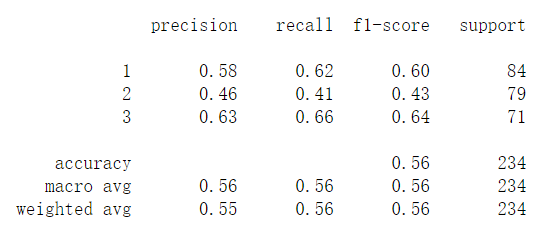 precision recall f1-score support
1 0.58 0.62 0.60 84
2 0.46 0.41 0.43 79
3 0.63 0.66 0.64 71
accuracy 0.56 234
macro avg 0.56 0.56 0.56 234
weighted avg 0.55 0.56 0.56 234